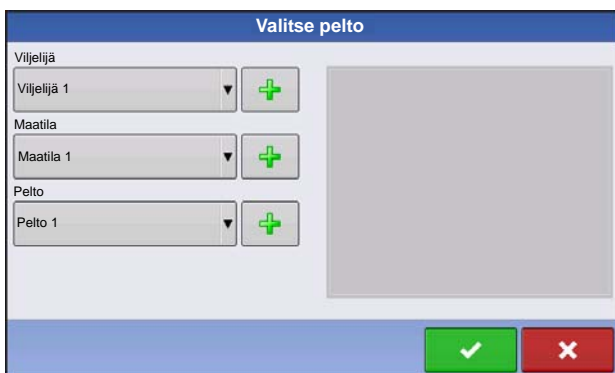 Valitse pelto
Viljelijä
Viljelijä 1
Maatila
Maatila 1
Pelto
Pelto 1